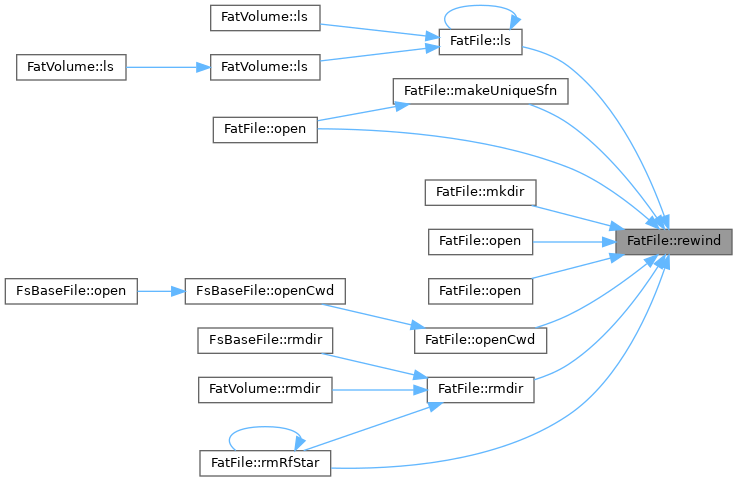 FatVolume::ls
FatFile::ls
FatVolume::ls
FatVolume::ls
FatFile::makeUniqueSfn
FatFile::open
FatFile::mkdir
FatFile::rewind
FatFile::open
FatFile::open
FsBaseFile::open
FsBaseFile::openCwd
FatFile::openCwd
FsBaseFile::rmdir
FatVolume::rmdir
FatFile::rmdir
FatFile::rmRfStar